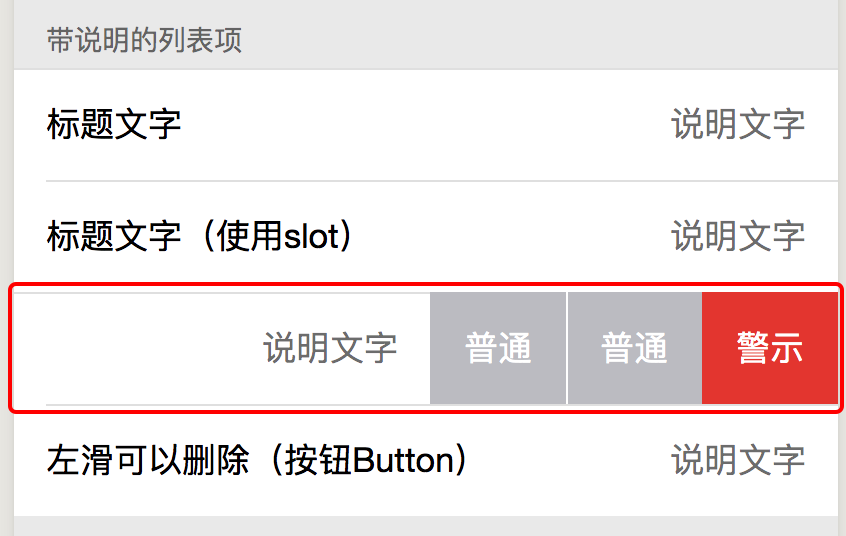 带说明的列表项
标题文字 说明文字
标题文字（使用slot） 说明文字
说明文字 普通 普通 警示
左滑可以删除（按钮Button） 说明文字